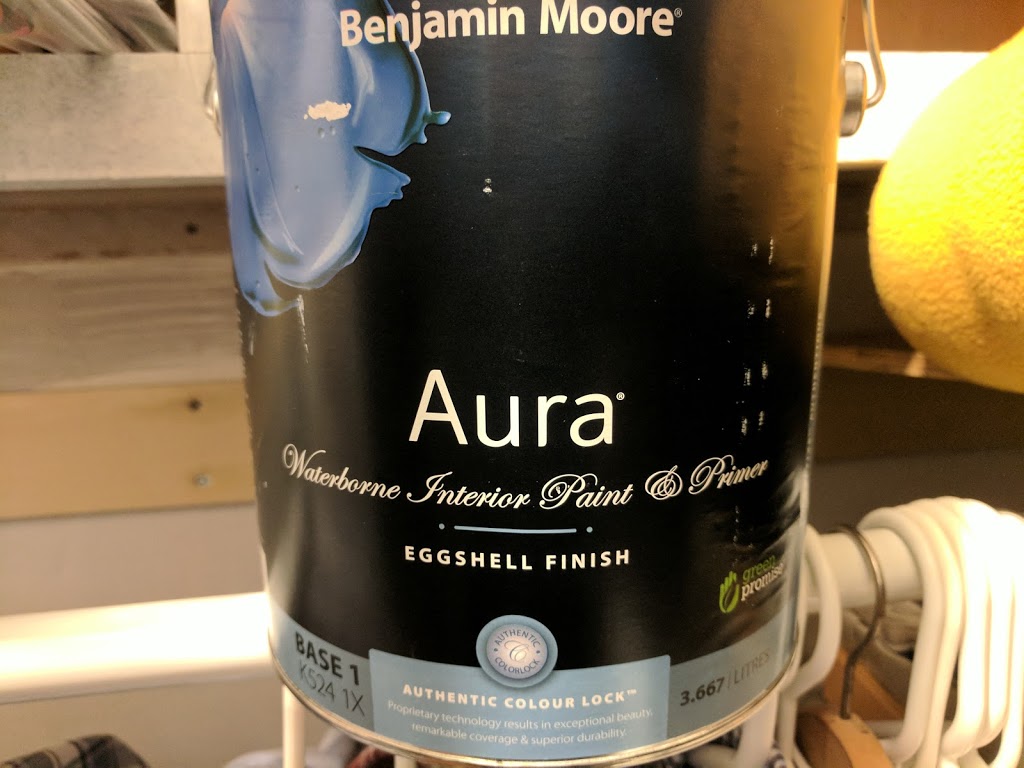 Benjamin Moore®
Aura®
Waterborne Interior Paint & Primer
EGGSHELL FINISH
green promise
AUTHENTIC COLORLOCK
BASE 1
K524 1X
AUTHENTIC COLOUR LOCK™
Proprietary technology results in exceptional beauty,
remarkable coverage & superior durability.
3.667 | LITRES